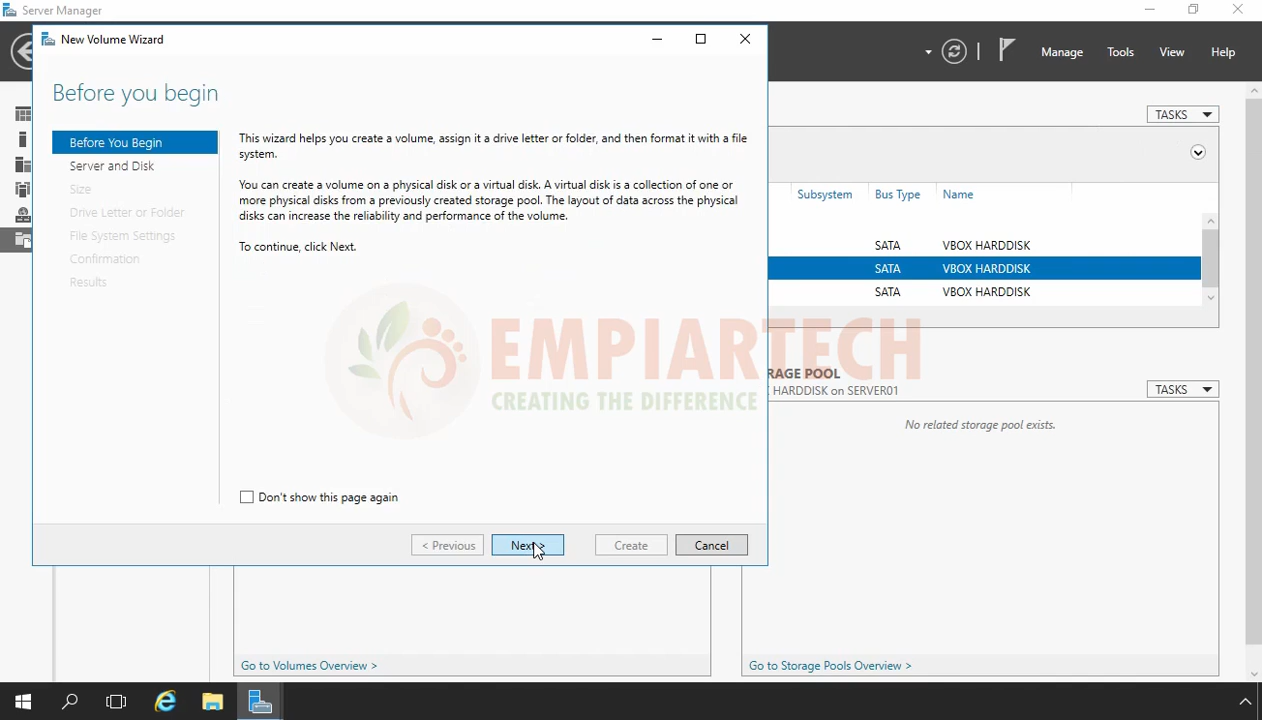 Server Manager
New Volume Wizard
Manage
Tools
View
Help
Before you begin
Before You Begin
Server and Disk
Size
Drive Letter or Folder
File System Settings
Confirmation
Results
This wizard helps you create a volume, assign it a drive letter or folder, and then format it with a file
system.
You can create a volume on a physical disk or a virtual disk. A virtual disk is a collection of one or
more physical disks from a previously created storage pool. The layout of data across the physical
disks can increase the reliability and performance of the volume.
To continue, click Next.
Don't show this page again
< Previous
Next >
Create
Cancel
TASKS
Subsystem
Bus Type
Name
SATA
VBOX HARDDISK
SATA
VBOX HARDDISK
SATA
VBOX HARDDISK
EMPIARTECH
CREATING THE DIFFERENCE
RAGE POOL
HARDDISK on SERVER01
TASKS
No related storage pool exists.
Go to Volumes Overview >
Go to Storage Pools Overview >